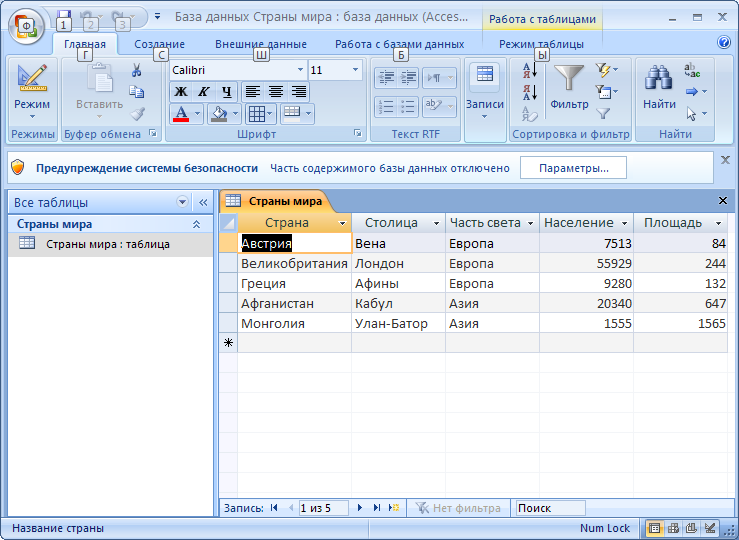 База данных Страны мира : база данных (Acces... Работа с таблицами
Ф 1 2 3
Главная Создание Внешние данные Работа с базами данных Режим таблицы
Г С Ш Б Ы
Режим Вставить Calibri 11 Записи Фильтр Найти
Ж К Ч
А
Режимы Буфер обмена Шрифт Текст RTF Сортировка и фильтр Найти
Предупреждение системы безопасности Часть содержимого базы данных отключено Параметры...
Все таблицы
Страны мира
Страны мира : таблица
Страны мира
Страна Столица Часть света Население Площадь
Австрия Вена Европа 7513 84
Великобритания Лондон Европа 55929 244
Греция Афины Европа 9280 132
Афганистан Кабул Азия 20340 647
Монголия Улан-Батор Азия 1555 1565
Запись: 1 из 5 Нет фильтра Поиск
Название страны Num Lock